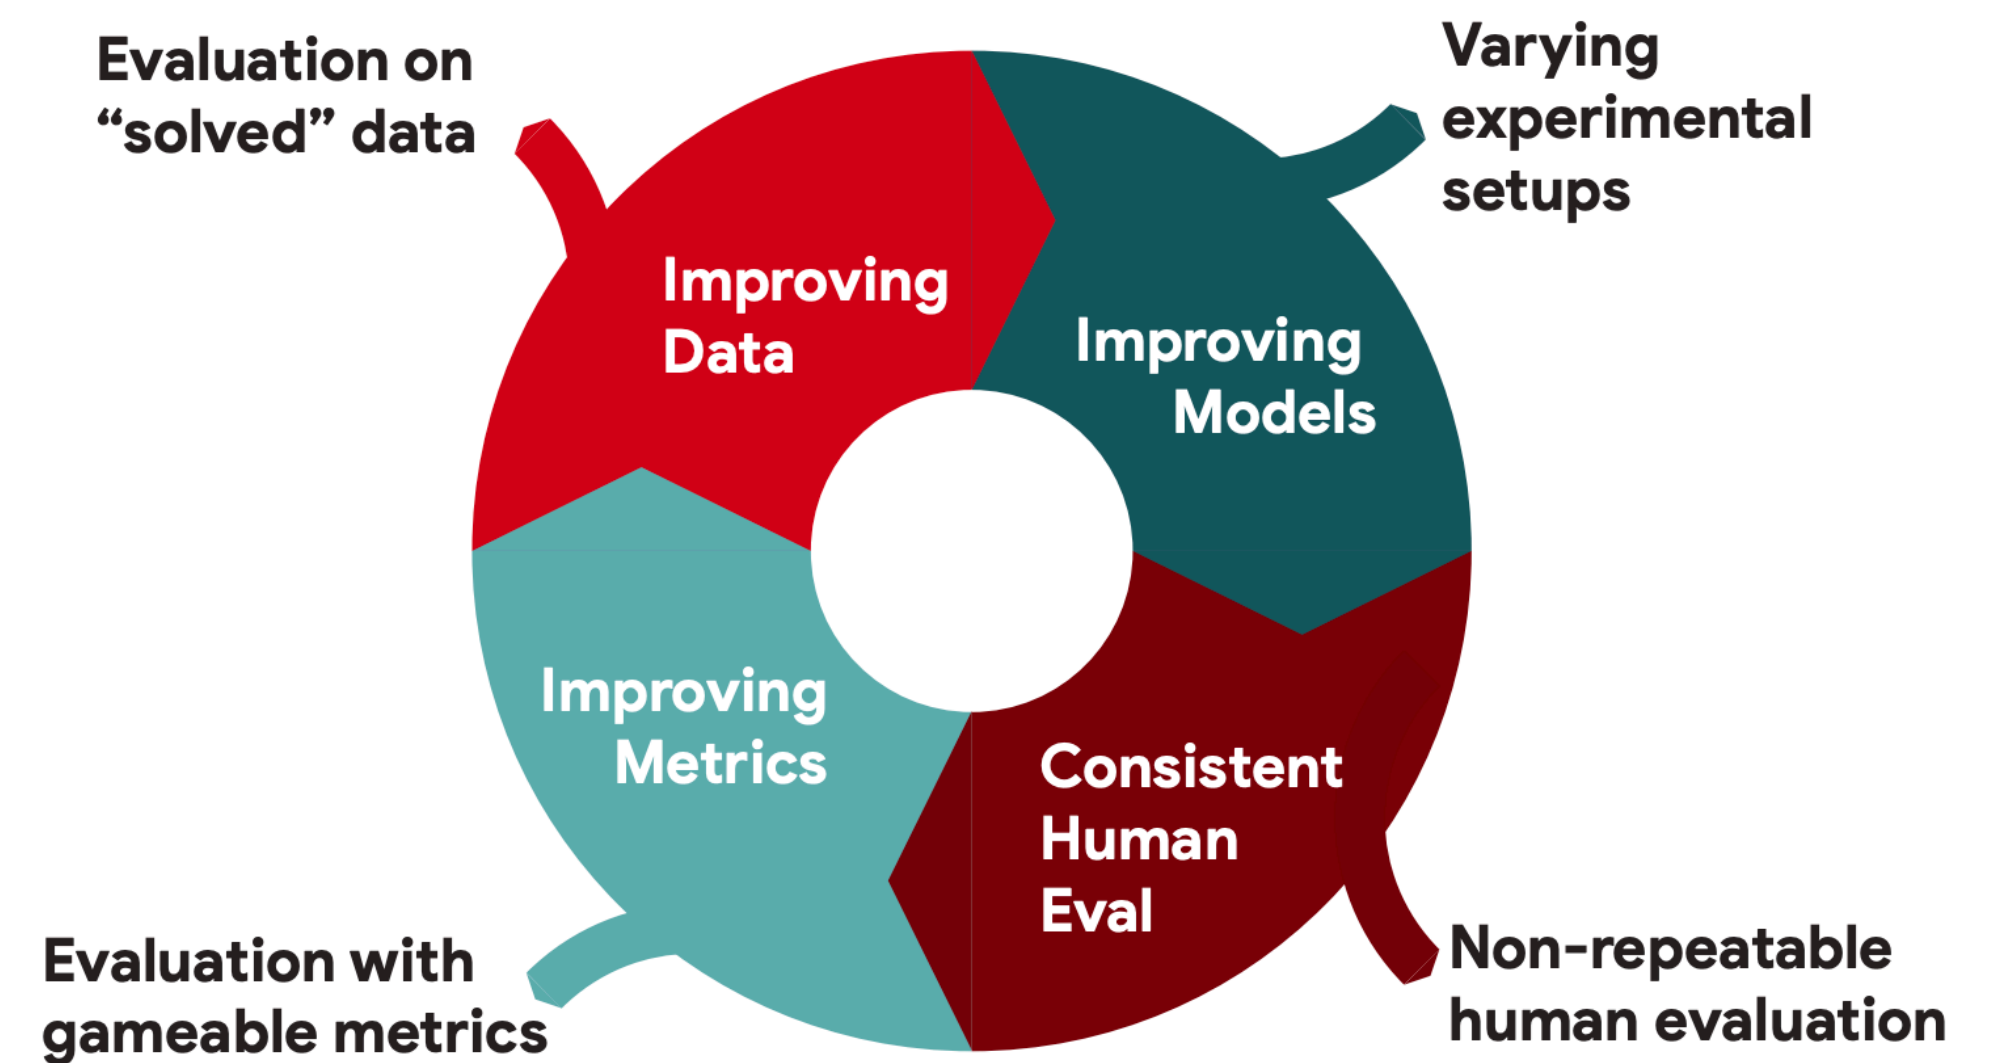 Evaluation on
“solved” data
Varying
experimental
setups
Improving
Data
Improving
Models
Improving
Metrics
Consistent
Human
Eval
Evaluation with
gameable metrics
Non-repeatable
human evaluation